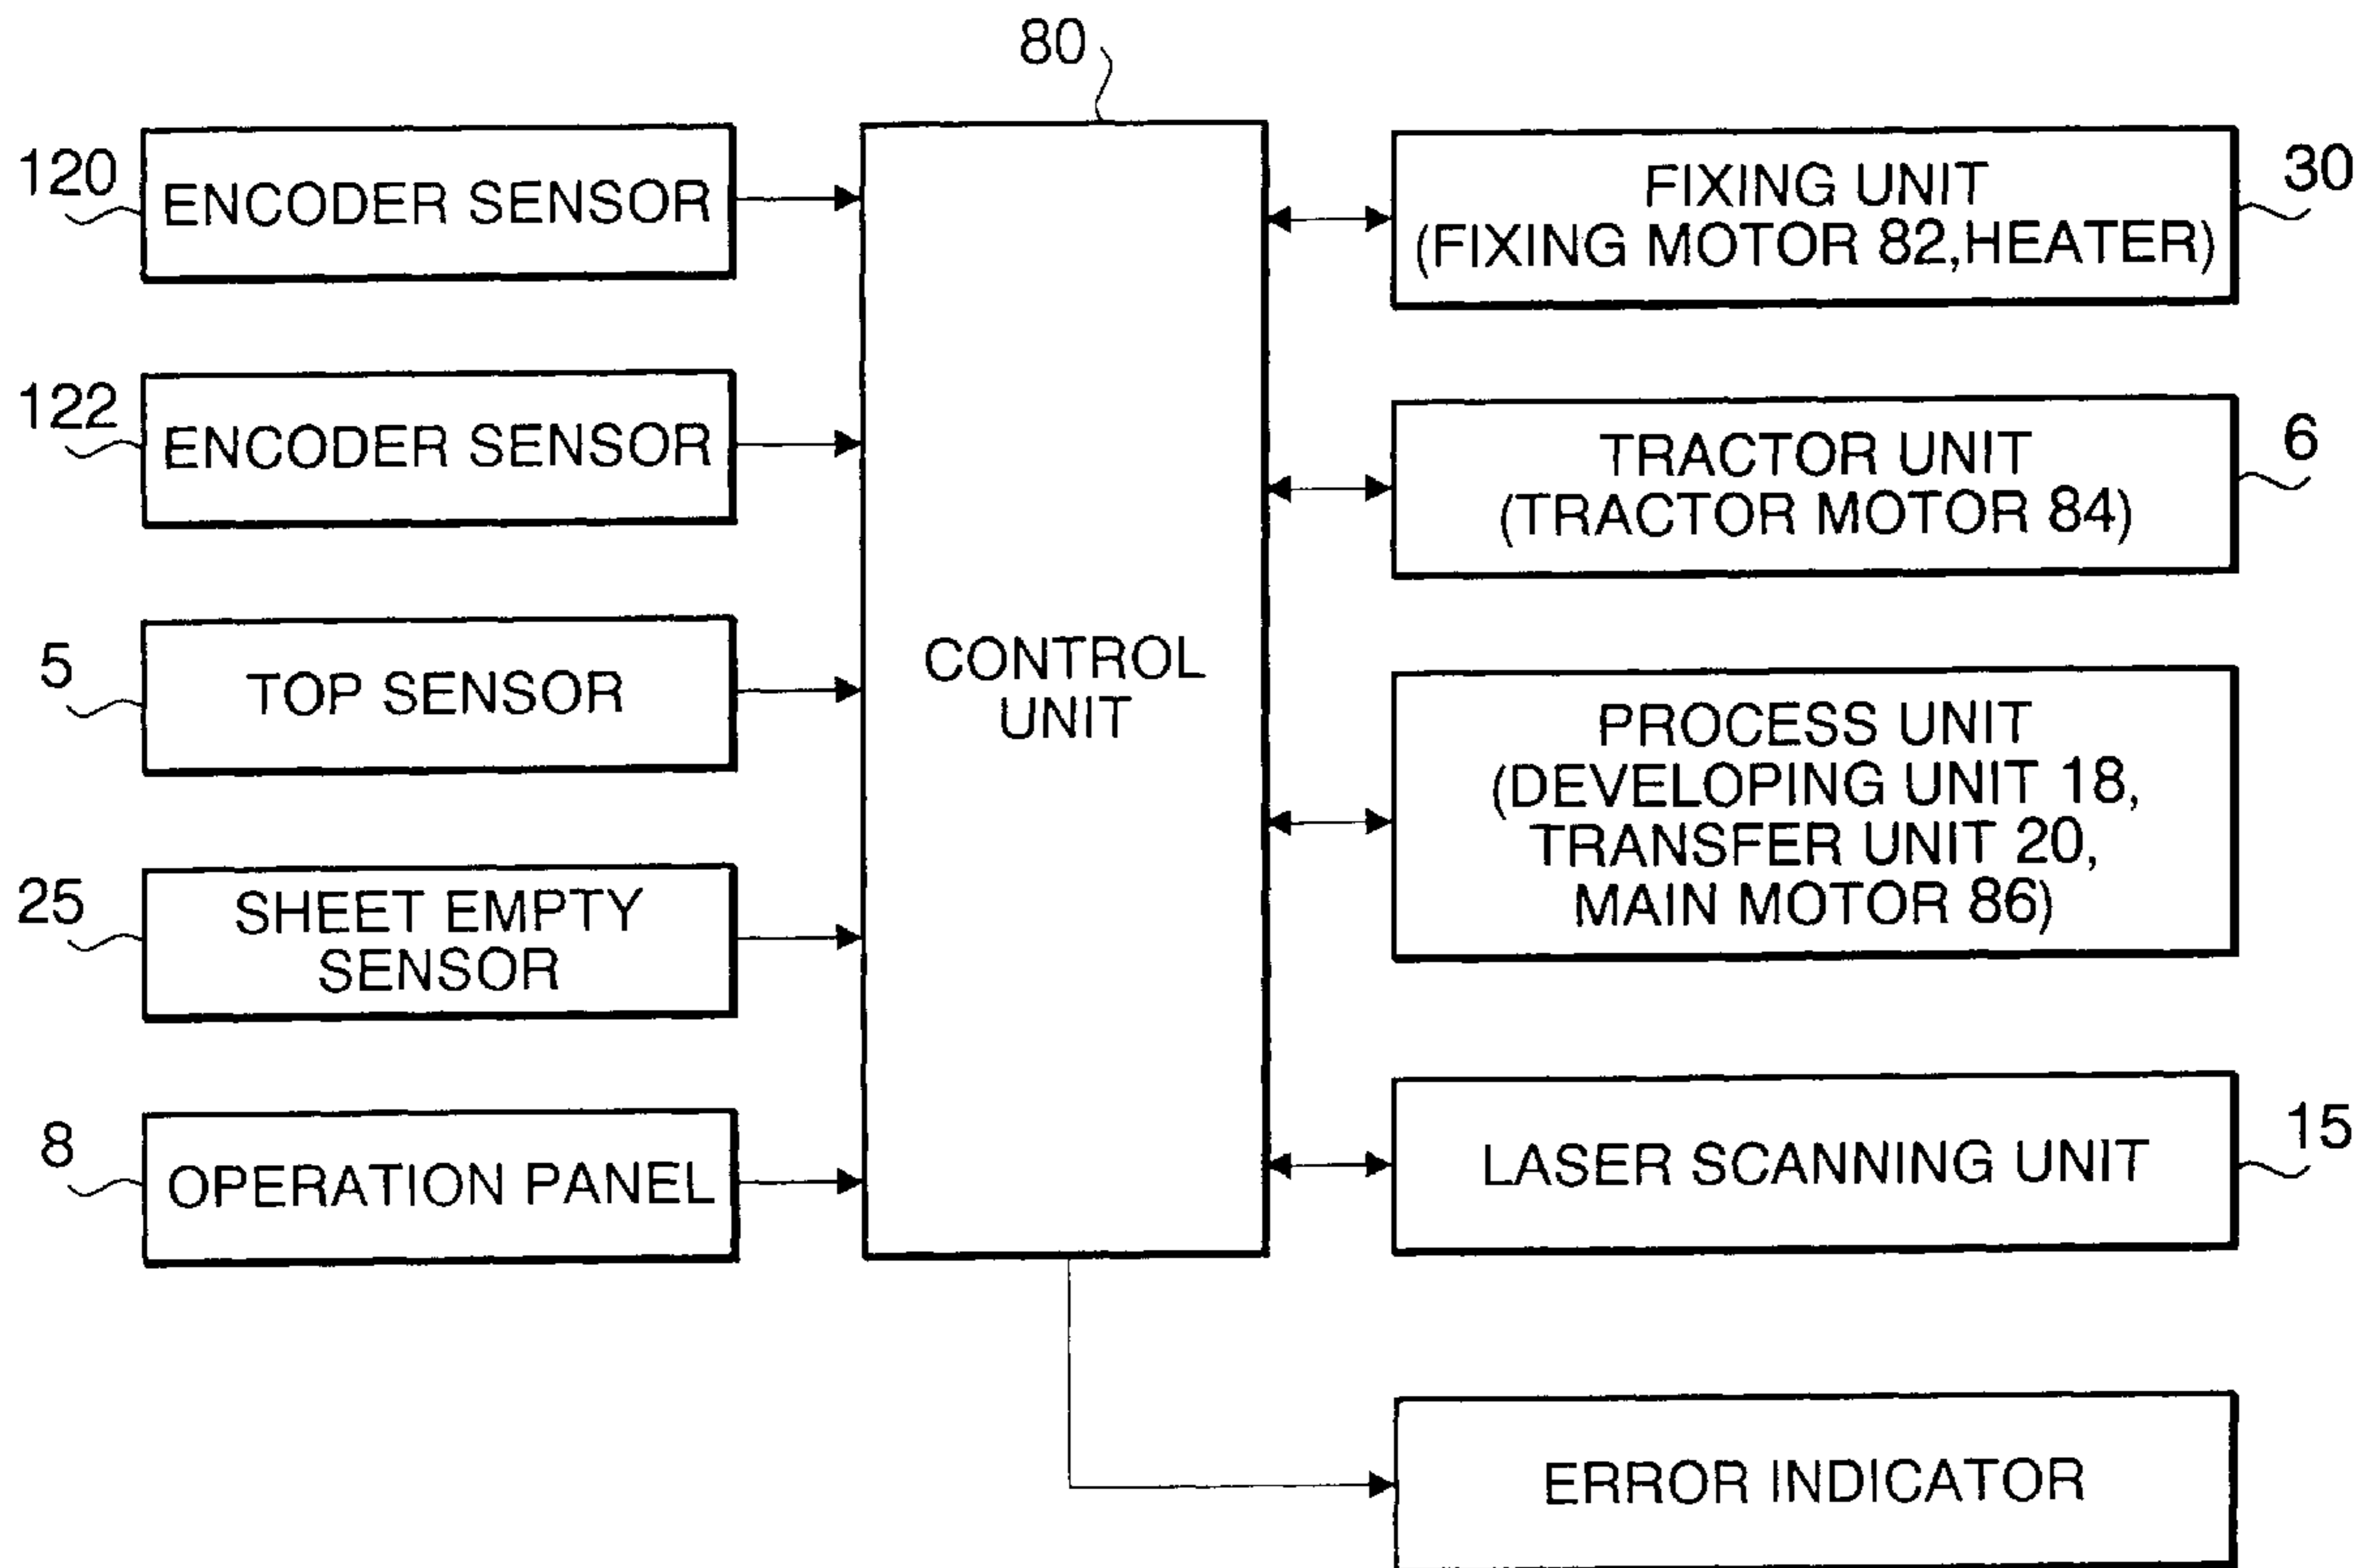 80
120
ENCODER SENSOR
122
ENCODER SENSOR
5
TOP SENSOR
25
SHEET EMPTY
SENSOR
8
OPERATION PANEL
CONTROL
UNIT
FIXING UNIT
(FIXING MOTOR 82,HEATER)
30
TRACTOR UNIT
(TRACTOR MOTOR 84)
6
PROCESS UNIT
(DEVELOPING UNIT 18,
TRANSFER UNIT 20,
MAIN MOTOR 86)
LASER SCANNING UNIT
15
ERROR INDICATOR